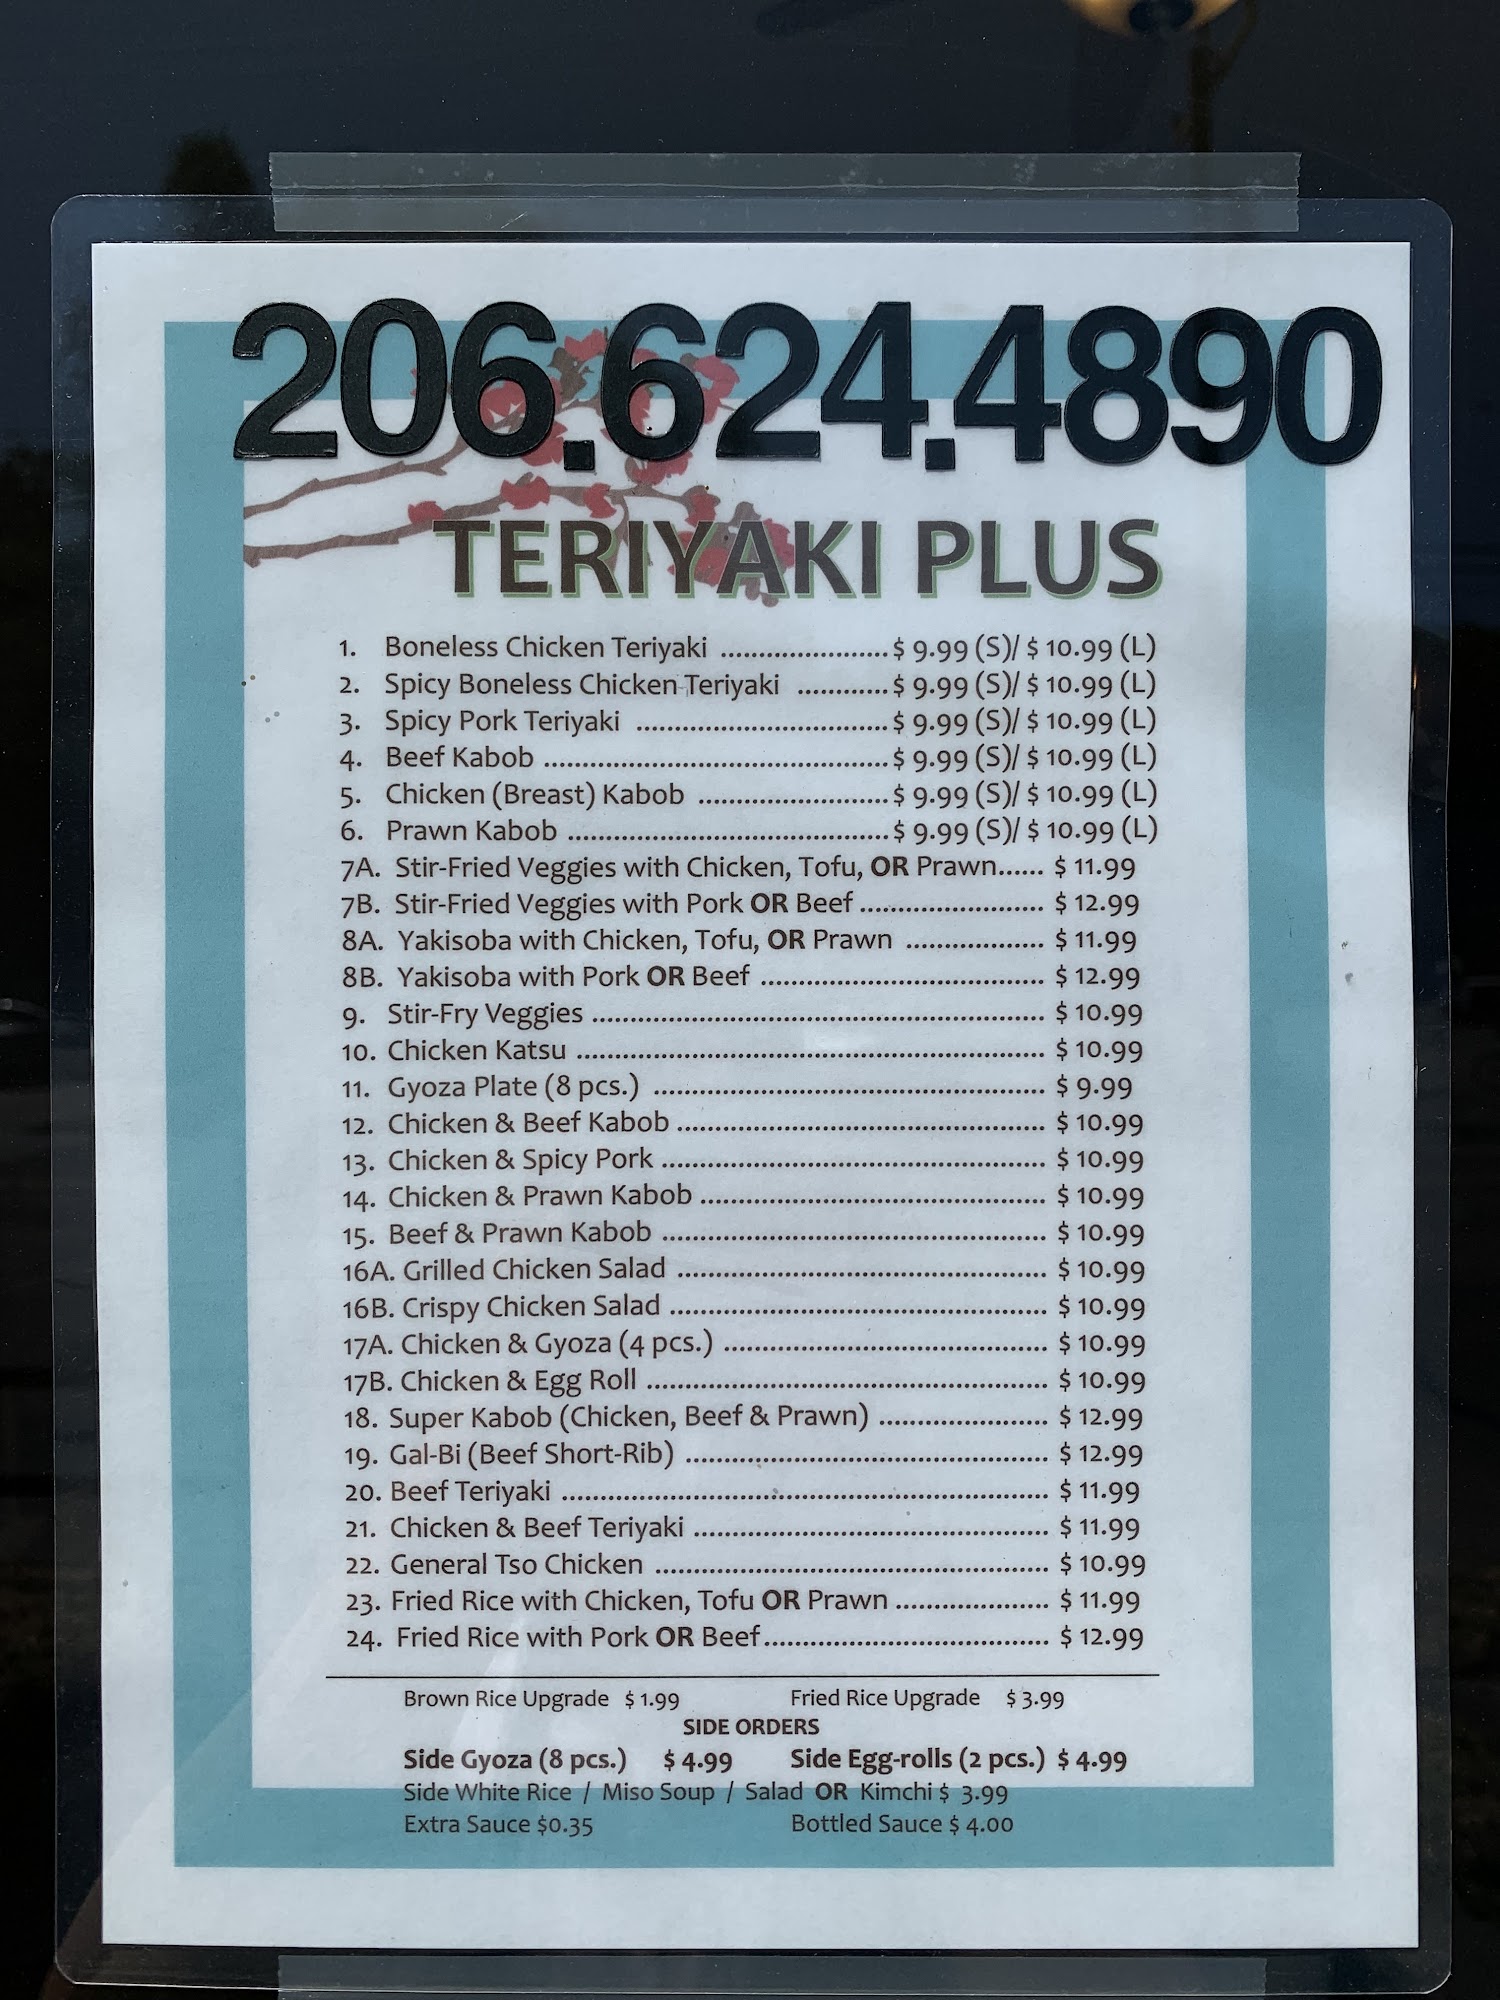 206.624.4890
TERIYAKI PLUS
1. Boneless Chicken Teriyaki ...................... $ 9.99 (S)/ $ 10.99 (L)
2. Spicy Boneless Chicken Teriyaki ............ $ 9.99 (S)/ $ 10.99 (L)
3. Spicy Pork Teriyaki ................................. $ 9.99 (S)/ $ 10.99 (L)
4. Beef Kabob ............................................. $ 9.99 (S)/ $ 10.99 (L)
5. Chicken (Breast) Kabob ......................... $ 9.99 (S)/ $ 10.99 (L)
6. Prawn Kabob .......................................... $ 9.99 (S)/ $ 10.99 (L)
7A. Stir-Fried Veggies with Chicken, Tofu, OR Prawn...... $ 11.99
7B. Stir-Fried Veggies with Pork OR Beef ........................ $ 12.99
8A. Yakisoba with Chicken, Tofu, OR Prawn .................. $ 11.99
8B. Yakisoba with Pork OR Beef ..................................... $ 12.99
9. Stir-Fry Veggies ............................................................ $ 10.99
10. Chicken Katsu .............................................................. $ 10.99
11. Gyoza Plate (8 pcs.) .................................................... $ 9.99
12. Chicken & Beef Kabob ................................................. $ 10.99
13. Chicken & Spicy Pork ................................................... $ 10.99
14. Chicken & Prawn Kabob .............................................. $ 10.99
15. Beef & Prawn Kabob ................................................... $ 10.99
16A. Grilled Chicken Salad ................................................. $ 10.99
16B. Crispy Chicken Salad .................................................. $ 10.99
17A. Chicken & Gyoza (4 pcs.) ........................................... $ 10.99
17B. Chicken & Egg Roll ..................................................... $ 10.99
18. Super Kabob (Chicken, Beef & Prawn) ...................... $ 12.99
19. Gal-Bi (Beef Short-Rib) ................................................ $ 12.99
20. Beef Teriyaki ................................................................ $ 11.99
21. Chicken & Beef Teriyaki ............................................... $ 11.99
22. General Tso Chicken .................................................... $ 10.99
23. Fried Rice with Chicken, Tofu OR Prawn .................... $ 11.99
24. Fried Rice with Pork OR Beef...................................... $ 12.99
Brown Rice Upgrade $ 1.99 Fried Rice Upgrade $ 3.99
SIDE ORDERS
Side Gyoza (8 pcs.) $ 4.99 Side Egg-rolls (2 pcs.) $ 4.99
Side White Rice / Miso Soup / Salad OR Kimchi $ 3.99
Extra Sauce $0.35 Bottled Sauce $ 4.00